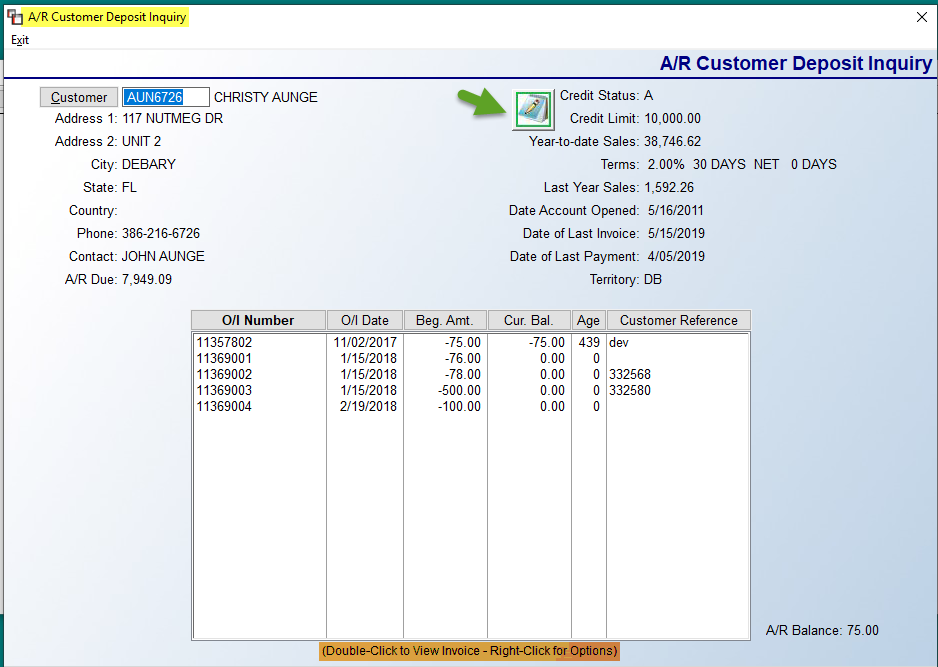 A/R Customer Deposit Inquiry
Exit
A/R Customer Deposit Inquiry
Customer AUN6726 CHRISTY AUNGE
Address 1: 117 NUTMEG DR
Address 2: UNIT 2
City: DEBARY
State: FL
Country:
Phone: 386-216-6726
Contact: JOHN AUNGE
A/R Due: 7,949.09
Credit Status: A
Credit Limit: 10,000.00
Year-to-date Sales: 38,746.62
Terms: 2.00% 30 DAYS NET 0 DAYS
Last Year Sales: 1,592.26
Date Account Opened: 5/16/2011
Date of Last Invoice: 5/15/2019
Date of Last Payment: 4/05/2019
Territory: DB
O/I Number O/I Date Beg. Amt. Cur. Bal. Age Customer Reference
11357802 11/02/2017 -75.00 -75.00 439 dev
11369001 1/15/2018 -76.00 0.00 0
11369002 1/15/2018 -78.00 0.00 0 332568
11369003 1/15/2018 -500.00 0.00 0 332580
11369004 2/19/2018 -100.00 0.00 0
A/R Balance: 75.00
(Double-Click to View Invoice - Right-Click for Options)